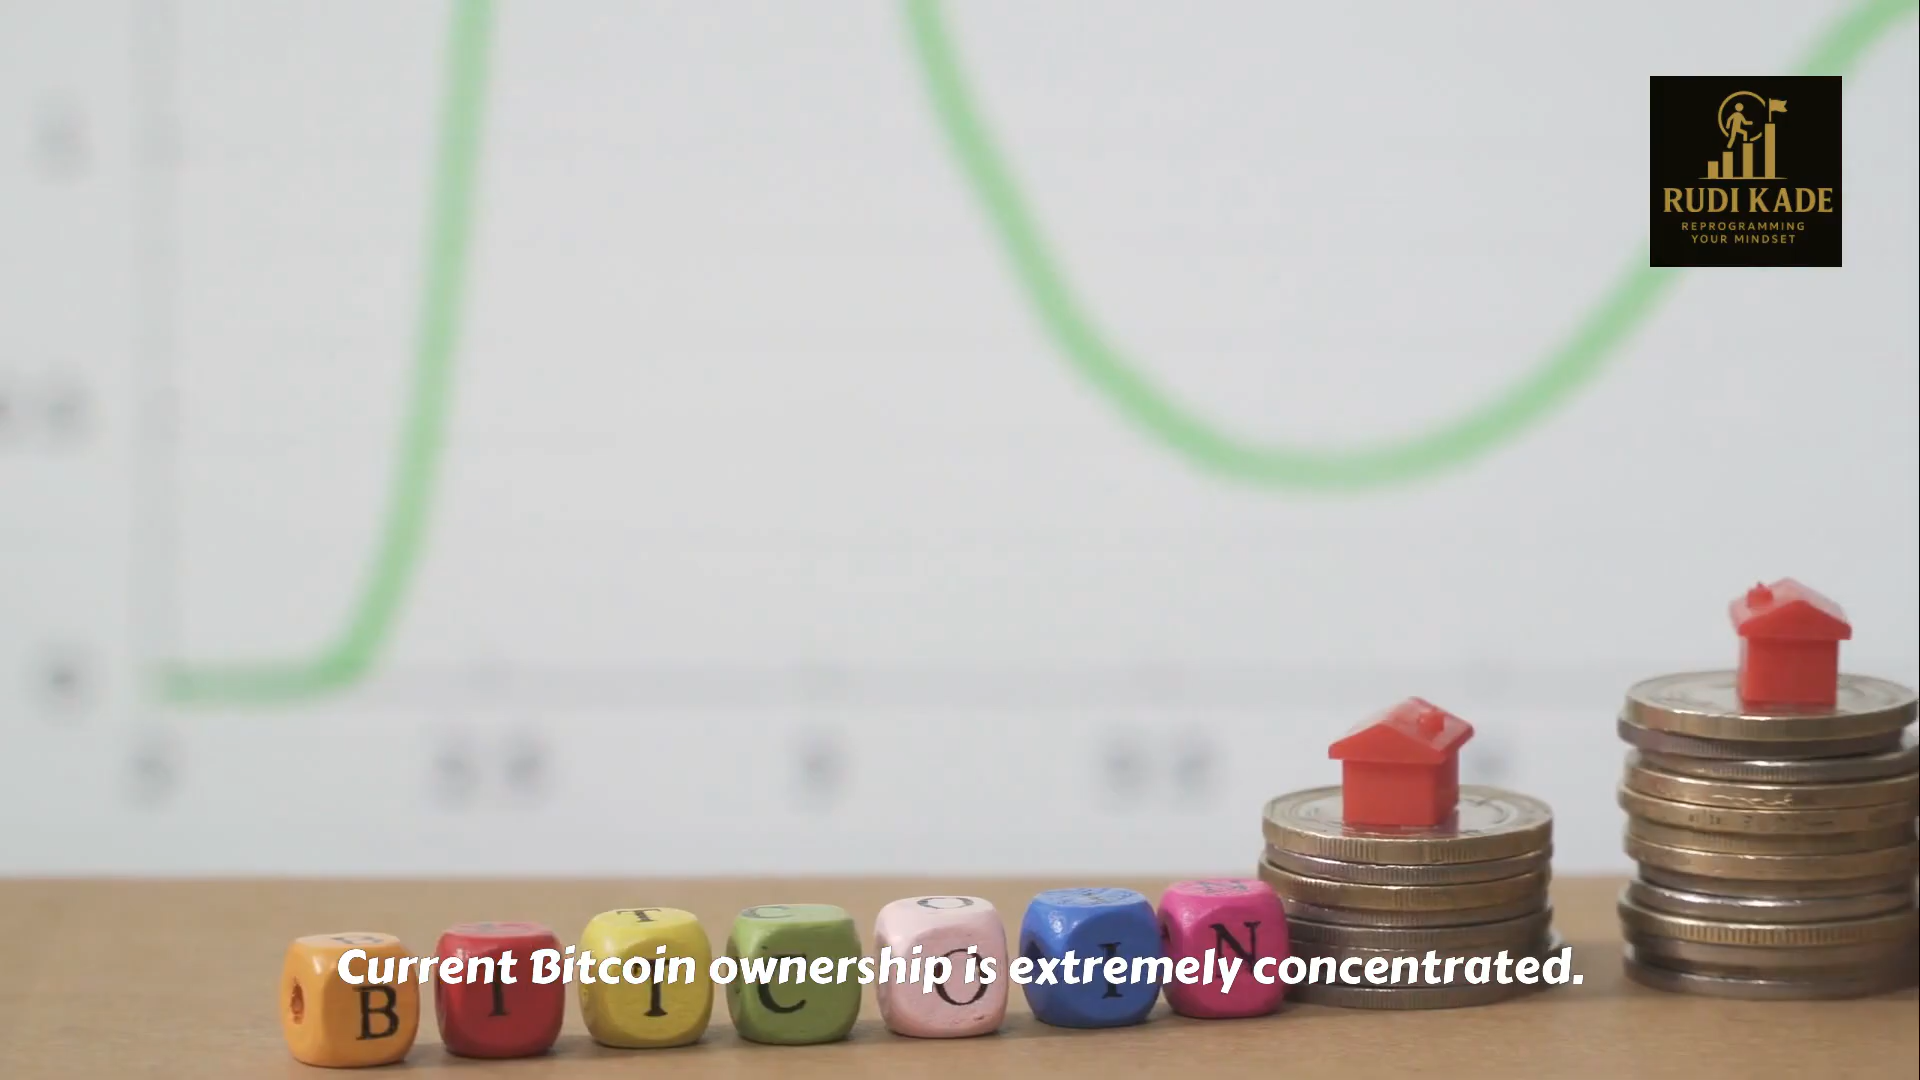 RUDI KADE
REPROGRAMMING
YOUR MINDSET
BITCOIN
Current Bitcoin ownership is extremely concentrated.